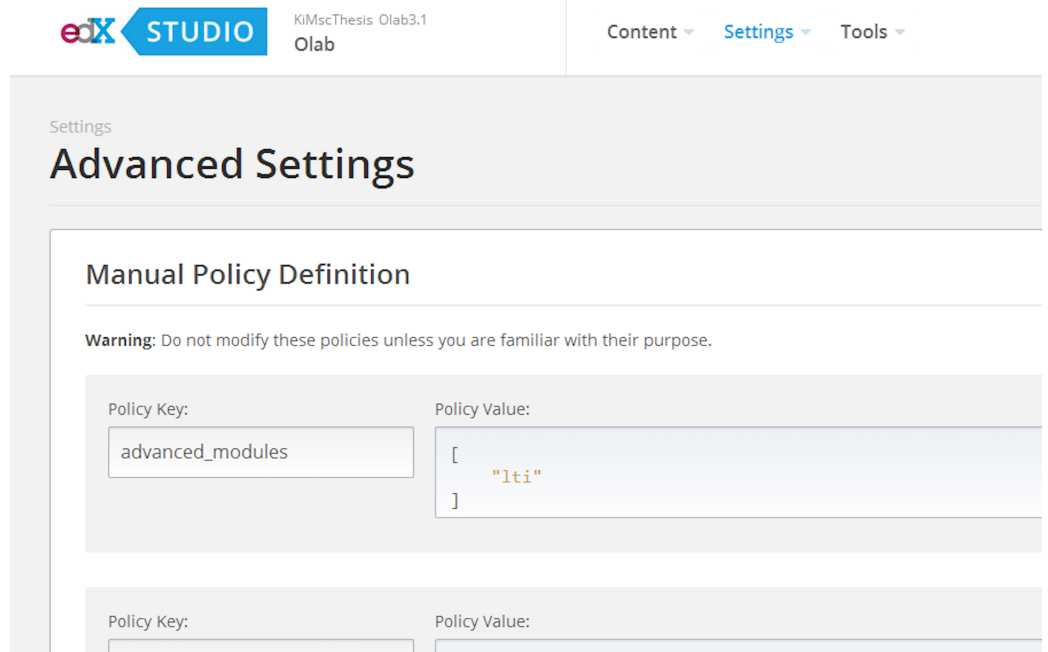 edX STUDIO
KiMscThesis Olab3.1
Olab
Content Settings Tools
Settings
Advanced Settings
Manual Policy Definition
Warning: Do not modify these policies unless you are familiar with their purpose.
Policy Key: Policy Value:
advanced_modules
[
"lti"
]
Policy Key: Policy Value: